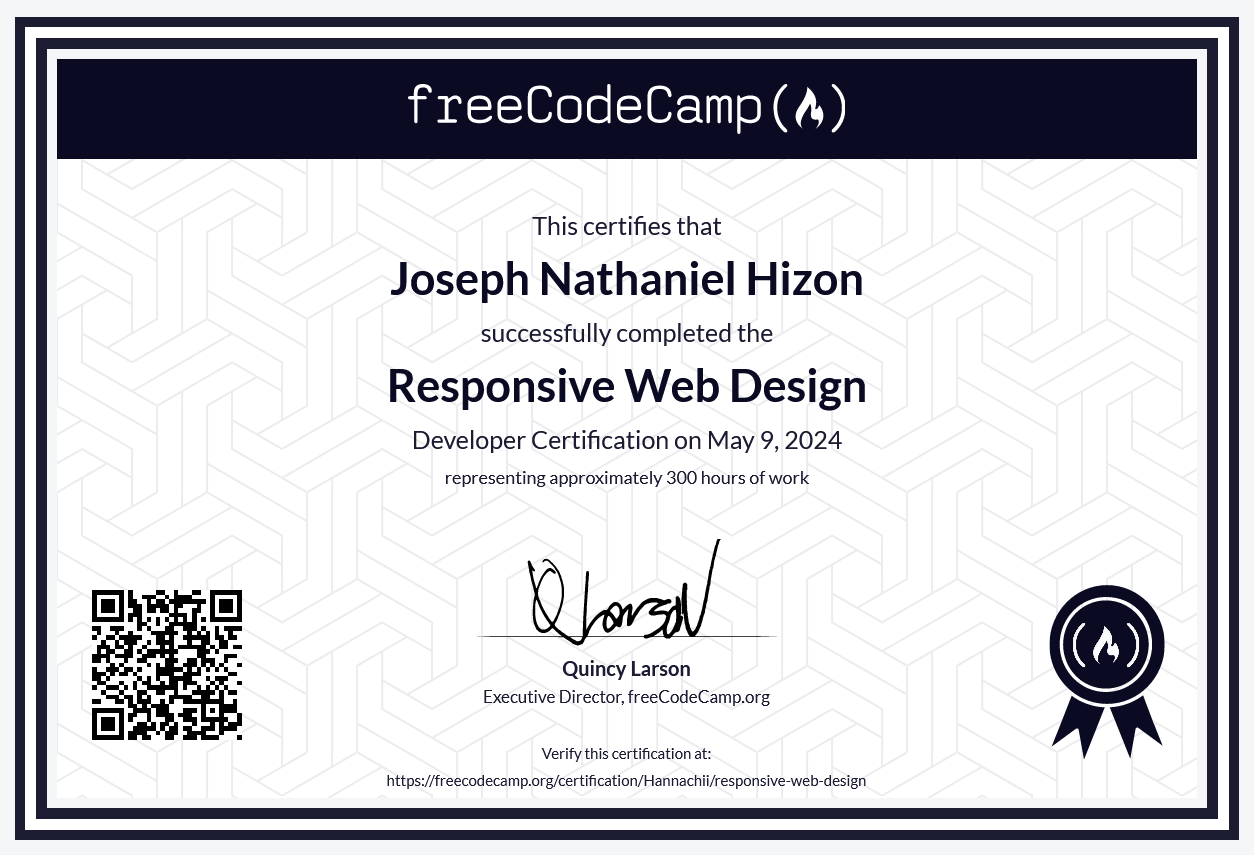 freeCodeCamp
This certifies that
Joseph Nathaniel Hizon
successfully completed the
Responsive Web Design
Developer Certification on May 9, 2024
representing approximately 300 hours of work
QLarson
Quincy Larson
Executive Director, freeCodeCamp.org
Verify this certification at:
https://freecodecamp.org/certification/Hannachii/responsive-web-design